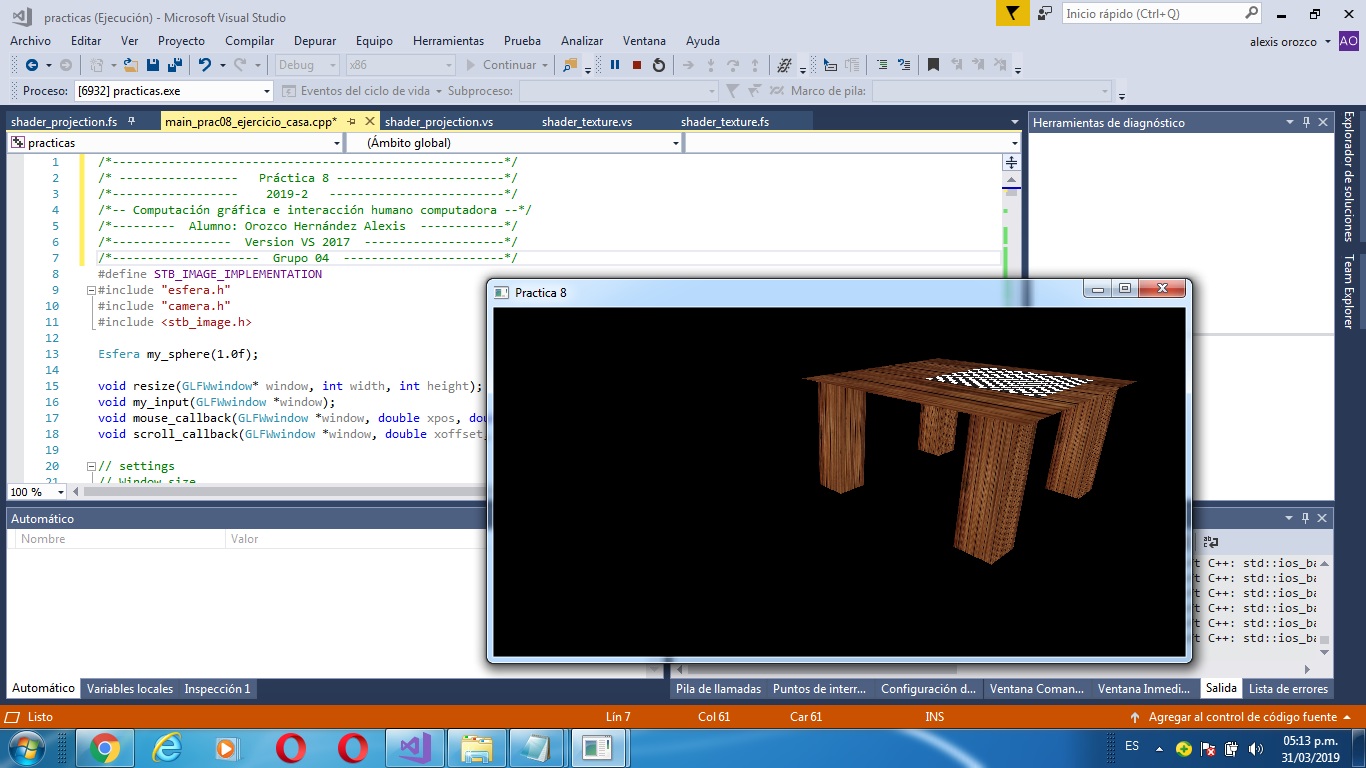 practicas (Ejecución) - Microsoft Visual Studio
Inicio rápido (Ctrl+Q)
Archivo Editar Ver Proyecto Compilar Depurar Equipo Herramientas Prueba Analizar Ventana Ayuda
alexis orozco AO
Debug x86 Continuar
Proceso: [6932] practicas.exe Eventos del ciclo de vida Subproceso: Marco de pila:
shader_projection.fs main_prac08_ejercicio_casa.cpp* shader_projection.vs shader_texture.vs shader_texture.fs
Herramientas de diagnóstico
Explorador de soluciones
Team Explorer
practicas (Ámbito global)
1 /*--------------------------------------------------------*/
2 /* ----------------- Práctica 8 ------------------------*/
3 /*----------------- 2019-2 -------------------------*/
4 /*-- Computación gráfica e interacción humano computadora --*/
5 /*--------- Alumno: Orozco Hernández Alexis ------------*/
6 /*----------------- Version VS 2017 --------------------*/
7 /*--------------------- Grupo 04 -----------------------*/
8 #define STB_IMAGE_IMPLEMENTATION
9 #include "esfera.h"
10 #include "camera.h"
11 #include <stb_image.h>
12
13 Esfera my_sphere(1.0f);
14
15 void resize(GLFWwindow* window, int width, int height);
16 void my_input(GLFWwindow *window);
17 void mouse_callback(GLFWwindow *window, double xpos, dou
18 void scroll_callback(GLFWwindow *window, double xoffset,
19
20 // settings
21 // Window size
100 %
Practica 8
Automático
Nombre Valor
t C++: std::ios_ba
t C++: std::ios_ba
t C++: std::ios_ba
t C++: std::ios_ba
t C++: std::ios_ba
t C++: std::ios_ba
Automático Variables locales Inspección 1
Pila de llamadas Puntos de interr... Configuración d... Ventana Coman... Ventana Inmedi... Salida Lista de errores
Listo Lín 7 Col 61 Car 61 INS Agregar al control de código fuente
ES
05:13 p.m.
31/03/2019